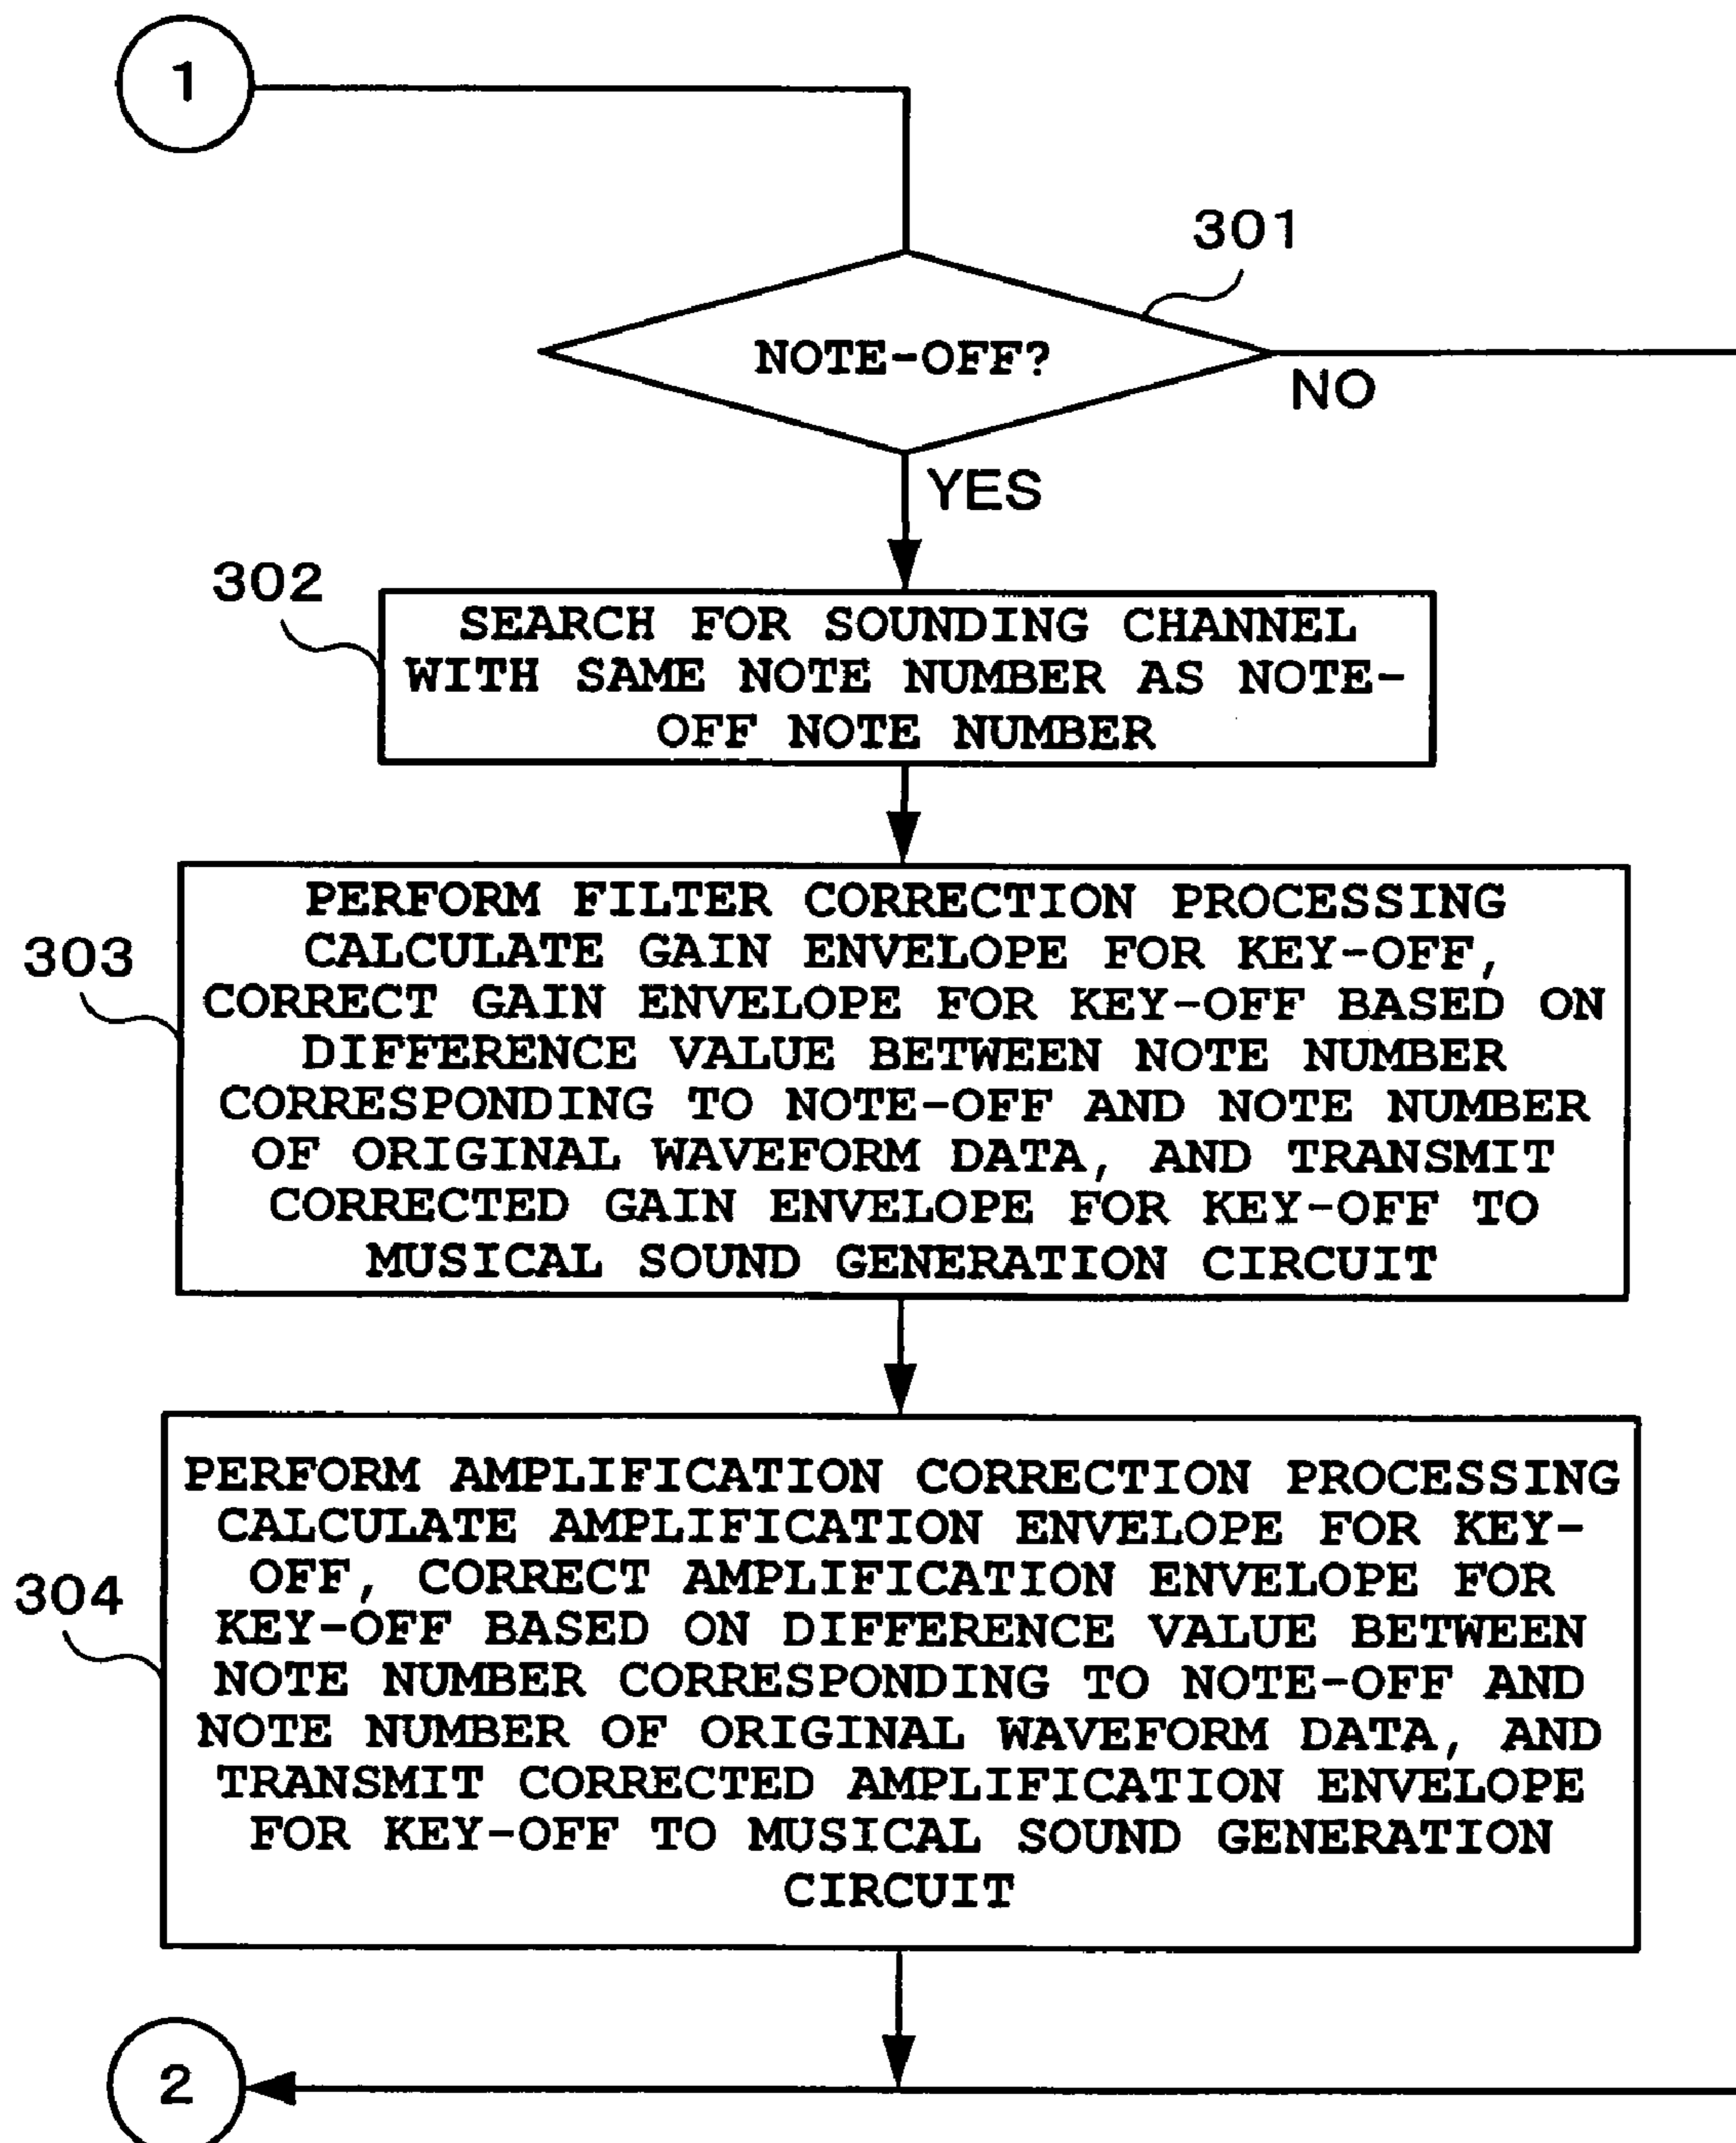 1
301
NOTE-OFF?
NO
YES
302
SEARCH FOR SOUNDING CHANNEL
WITH SAME NOTE NUMBER AS NOTE-
OFF NOTE NUMBER
303
PERFORM FILTER CORRECTION PROCESSING
CALCULATE GAIN ENVELOPE FOR KEY-OFF,
CORRECT GAIN ENVELOPE FOR KEY-OFF BASED ON
DIFFERENCE VALUE BETWEEN NOTE NUMBER
CORRESPONDING TO NOTE-OFF AND NOTE NUMBER
OF ORIGINAL WAVEFORM DATA, AND TRANSMIT
CORRECTED GAIN ENVELOPE FOR KEY-OFF TO
MUSICAL SOUND GENERATION CIRCUIT
304
PERFORM AMPLIFICATION CORRECTION PROCESSING
CALCULATE AMPLIFICATION ENVELOPE FOR KEY-
OFF, CORRECT AMPLIFICATION ENVELOPE FOR
KEY-OFF BASED ON DIFFERENCE VALUE BETWEEN
NOTE NUMBER CORRESPONDING TO NOTE-OFF AND
NOTE NUMBER OF ORIGINAL WAVEFORM DATA, AND
TRANSMIT CORRECTED AMPLIFICATION ENVELOPE
FOR KEY-OFF TO MUSICAL SOUND GENERATION
CIRCUIT
2